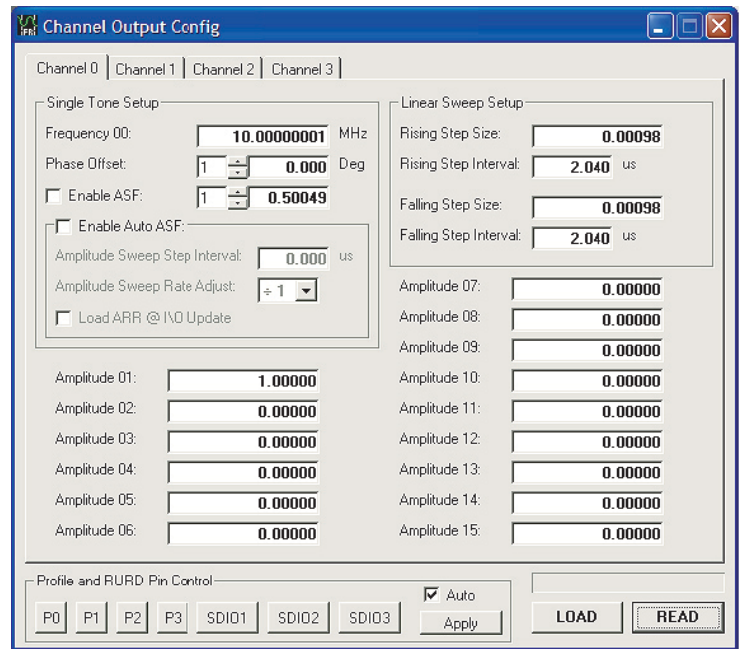 Channel Output Config
Channel 0 Channel 1 Channel 2 Channel 3
Single Tone Setup
Frequency 00: 10.00000001 MHz
Phase Offset: 1 0.000 Deg
Enable ASF: 1 0.50049
Enable Auto ASF:
Amplitude Sweep Step Interval: 0.000 us
Amplitude Sweep Rate Adjust: ÷ 1
Load ARR @ I\O Update
Linear Sweep Setup
Rising Step Size: 0.00098
Rising Step Interval: 2.040 us
Falling Step Size: 0.00098
Falling Step Interval: 2.040 us
Amplitude 01: 1.00000
Amplitude 02: 0.00000
Amplitude 03: 0.00000
Amplitude 04: 0.00000
Amplitude 05: 0.00000
Amplitude 06: 0.00000
Amplitude 07: 0.00000
Amplitude 08: 0.00000
Amplitude 09: 0.00000
Amplitude 10: 0.00000
Amplitude 11: 0.00000
Amplitude 12: 0.00000
Amplitude 13: 0.00000
Amplitude 14: 0.00000
Amplitude 15: 0.00000
Profile and RURD Pin Control
P0 P1 P2 P3 SDIO1 SDIO2 SDIO3
Auto
Apply
LOAD READ